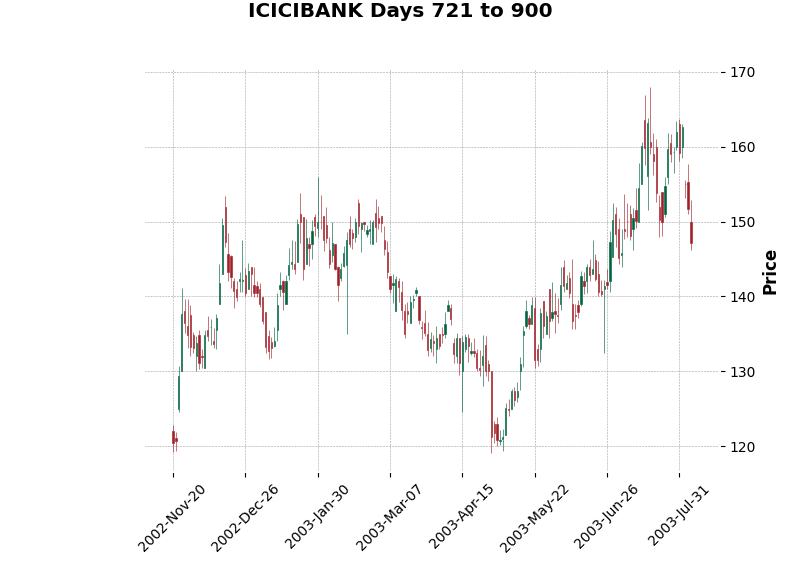 ICICIBANK Days 721 to 900
170
160
150
140
130
120
Price
2002-Nov-20
2002-Dec-26
2003-Jan-30
2003-Mar-07
2003-Apr-15
2003-May-22
2003-Jun-26
2003-Jul-31